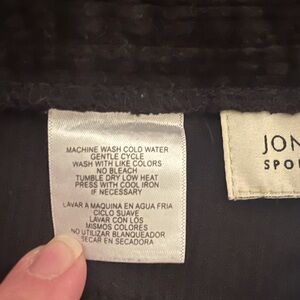 MACHINE WASH COLD WATER
GENTLE CYCLE
WASH WITH LIKE COLORS
NO BLEACH
TUMBLE DRY LOW HEAT
PRESS WITH COOL IRON
IF NECESSARY
LAVAR A MAQUINA EN AGUA FRIA
CICLO SUAVE
LAVAR CON LOS
MISMOS COLORES
NO UTILIZAR BLANQUEADOR
SECAR EN SECADORA
JON
SPO